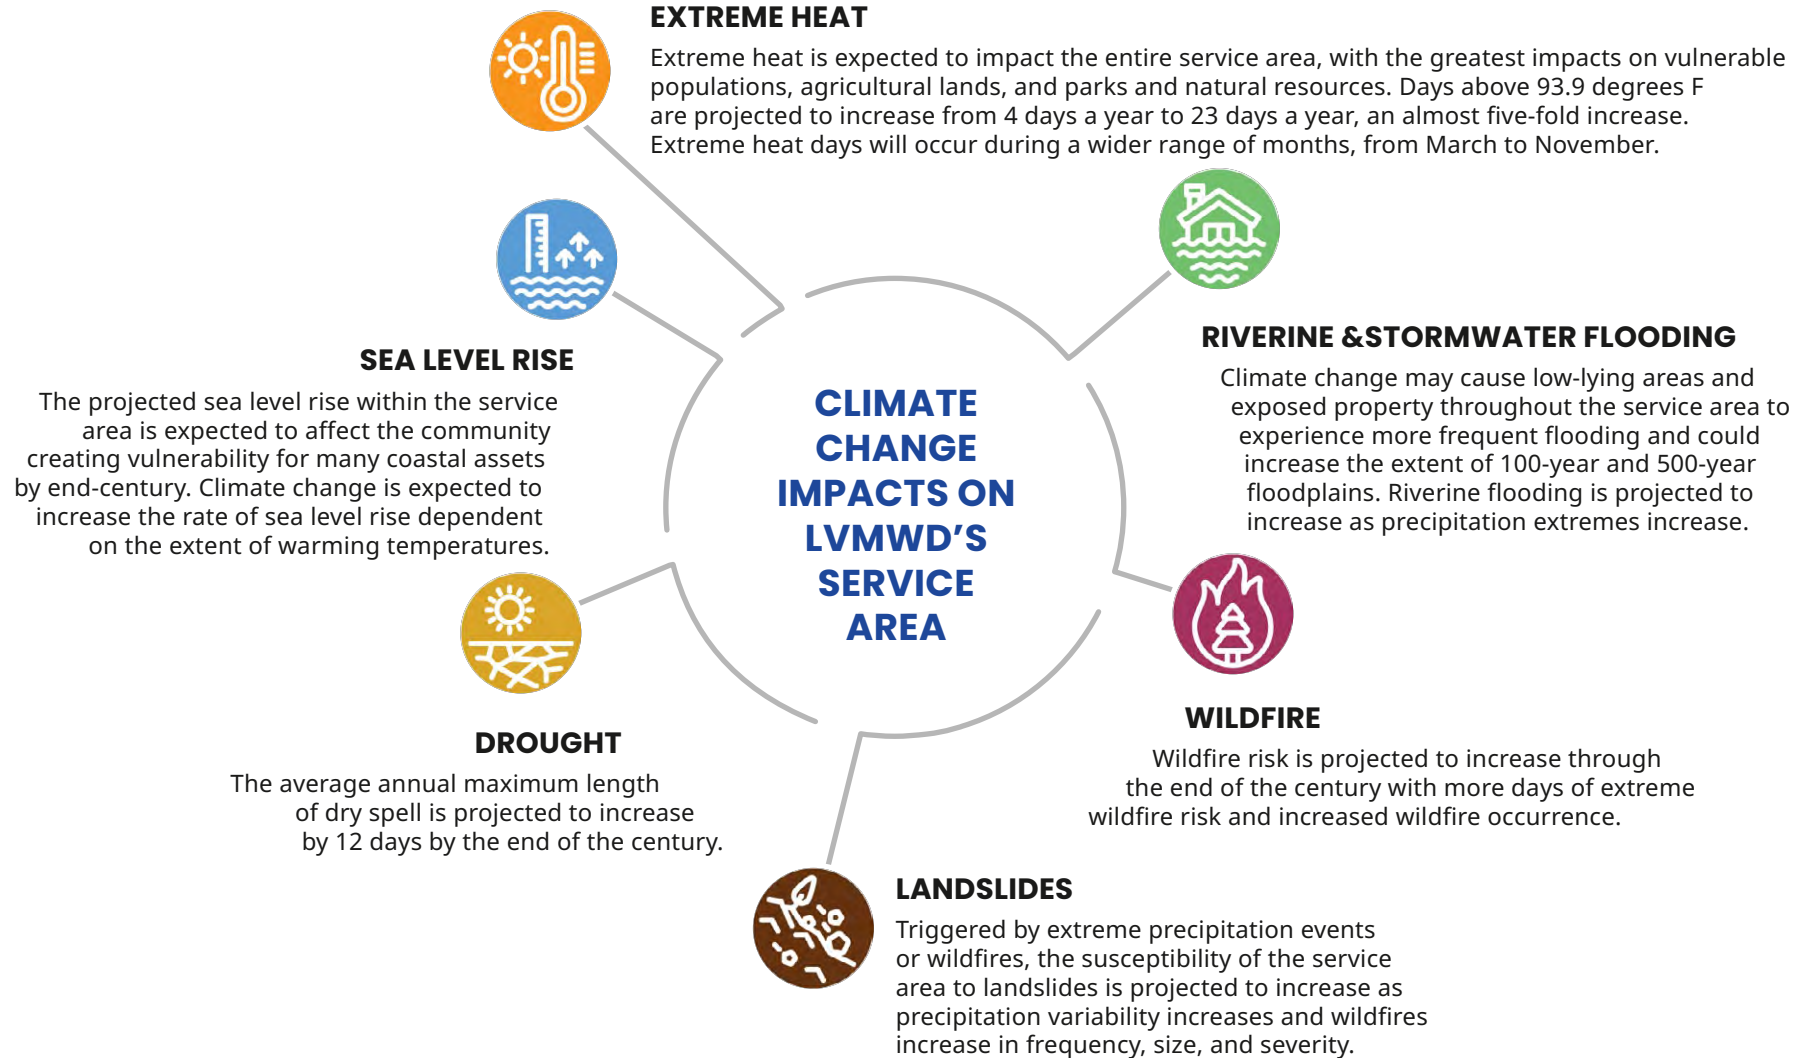 EXTREME HEAT
Extreme heat is expected to impact the entire service area, with the greatest impacts on vulnerable
populations, agricultural lands, and parks and natural resources. Days above 93.9 degrees F
are projected to increase from 4 days a year to 23 days a year, an almost five-fold increase.
Extreme heat days will occur during a wider range of months, from March to November.
SEA LEVEL RISE
The projected sea level rise within the service
area is expected to affect the community
creating vulnerability for many coastal assets
by end-century. Climate change is expected to
increase the rate of sea level rise dependent
on the extent of warming temperatures.
RIVERINE &STORMWATER FLOODING
Climate change may cause low-lying areas and
exposed property throughout the service area to
experience more frequent flooding and could
increase the extent of 100-year and 500-year
floodplains. Riverine flooding is projected to
increase as precipitation extremes increase.
CLIMATE
CHANGE
IMPACTS ON
LVMWD’S
SERVICE
AREA
DROUGHT
The average annual maximum length
of dry spell is projected to increase
by 12 days by the end of the century.
WILDFIRE
Wildfire risk is projected to increase through
the end of the century with more days of extreme
wildfire risk and increased wildfire occurrence.
LANDSLIDES
Triggered by extreme precipitation events
or wildfires, the susceptibility of the service
area to landslides is projected to increase as
precipitation variability increases and wildfires
increase in frequency, size, and severity.